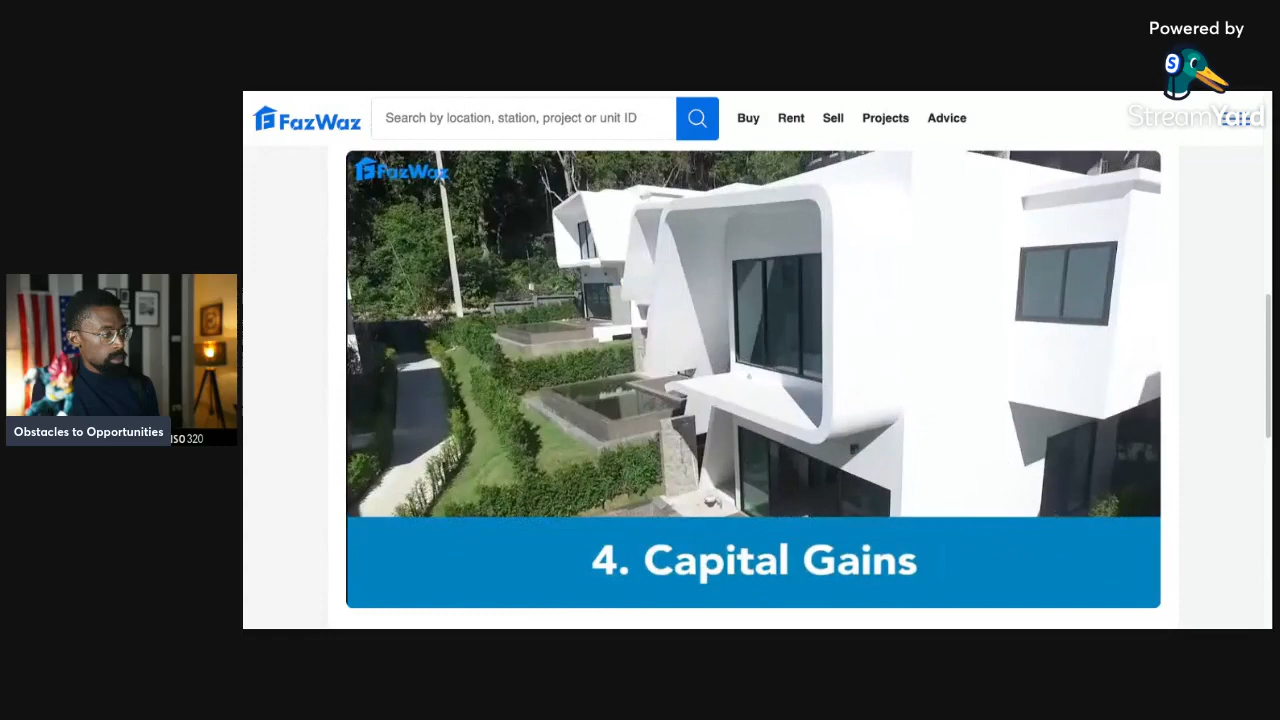 Powered by
StreamYard
FazWaz
Search by location, station, project or unit ID
Buy
Rent
Sell
Projects
Advice
FazWaz
4. Capital Gains
Obstacles to Opportunities
ISO 320